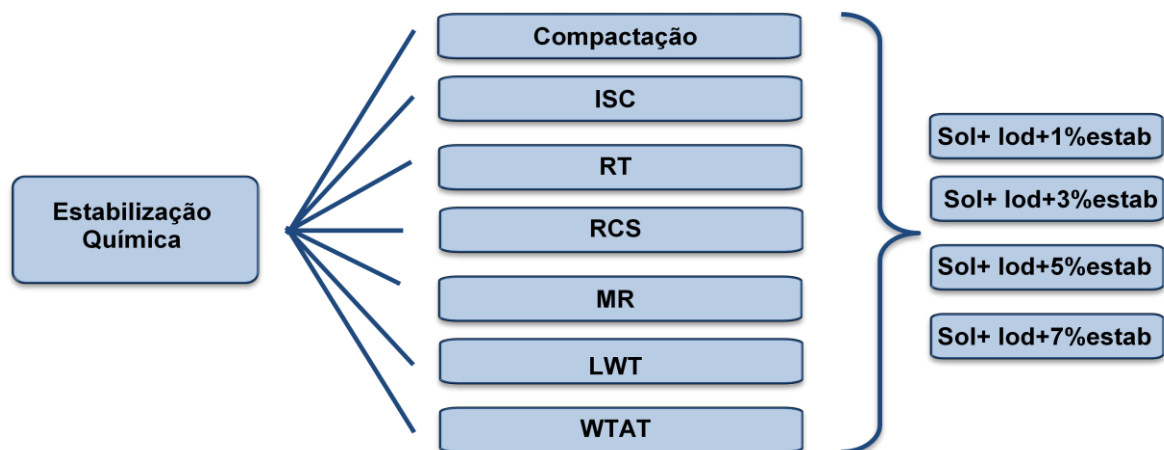 Estabilização
Química
Compactação
ISC
RT
RCS
MR
LWT
WTAT
Sol+ lod+1%estab
Sol+ lod+3%estab
Sol+ lod+5%estab
Sol+ lod+7%estab